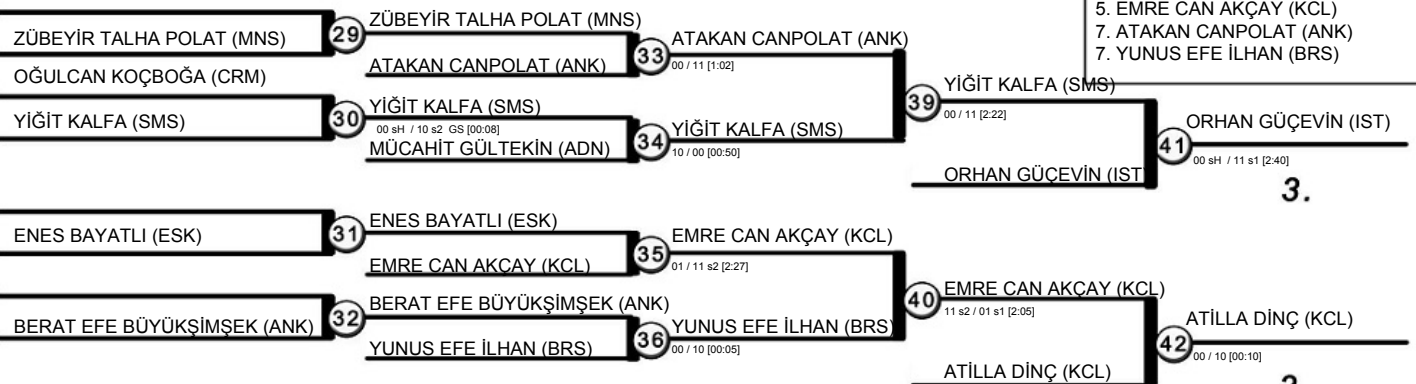 5. EMRE CAN AKÇAY (KCL)
7. ATAKAN CANPOLAT (ANK)
7. YUNUS EFE İLHAN (BRS)
ZÜBEYİR TALHA POLAT (MNS)
29
ZÜBEYİR TALHA POLAT (MNS)
ATAKAN CANPOLAT (ANK)
33
ATAKAN CANPOLAT (ANK)
00 / 11 [1:02]
OĞULCAN KOÇBOĞA (CRM)
YİĞİT KALFA (SMS)
30
YİĞİT KALFA (SMS)
00 sH / 10 s2 GS [00:08]
MÜCAHİT GÜLTEKİN (ADN)
34
YİĞİT KALFA (SMS)
10 / 00 [00:50]
39
YİĞİT KALFA (SMS)
00 / 11 [2:22]
ORHAN GÜÇEVİN (IST
41
ORHAN GÜÇEVİN (IST)
00 sH / 11 s1 [2:40]
3.
ENES BAYATLI (ESK)
31
ENES BAYATLI (ESK)
EMRE CAN AKÇAY (KCL)
35
EMRE CAN AKÇAY (KCL)
01 / 11 s2 [2:27]
BERAT EFE BÜYÜKŞİMŞEK (ANK)
32
BERAT EFE BÜYÜKŞİMŞEK (ANK)
YUNUS EFE İLHAN (BRS)
36
YUNUS EFE İLHAN (BRS)
00 / 10 [00:05]
40
EMRE CAN AKÇAY (KCL)
11 s2 / 01 s1 [2:05]
ATİLLA DİNÇ (KCL)
42
ATİLLA DİNÇ (KCL)
00 / 10 [00:10]